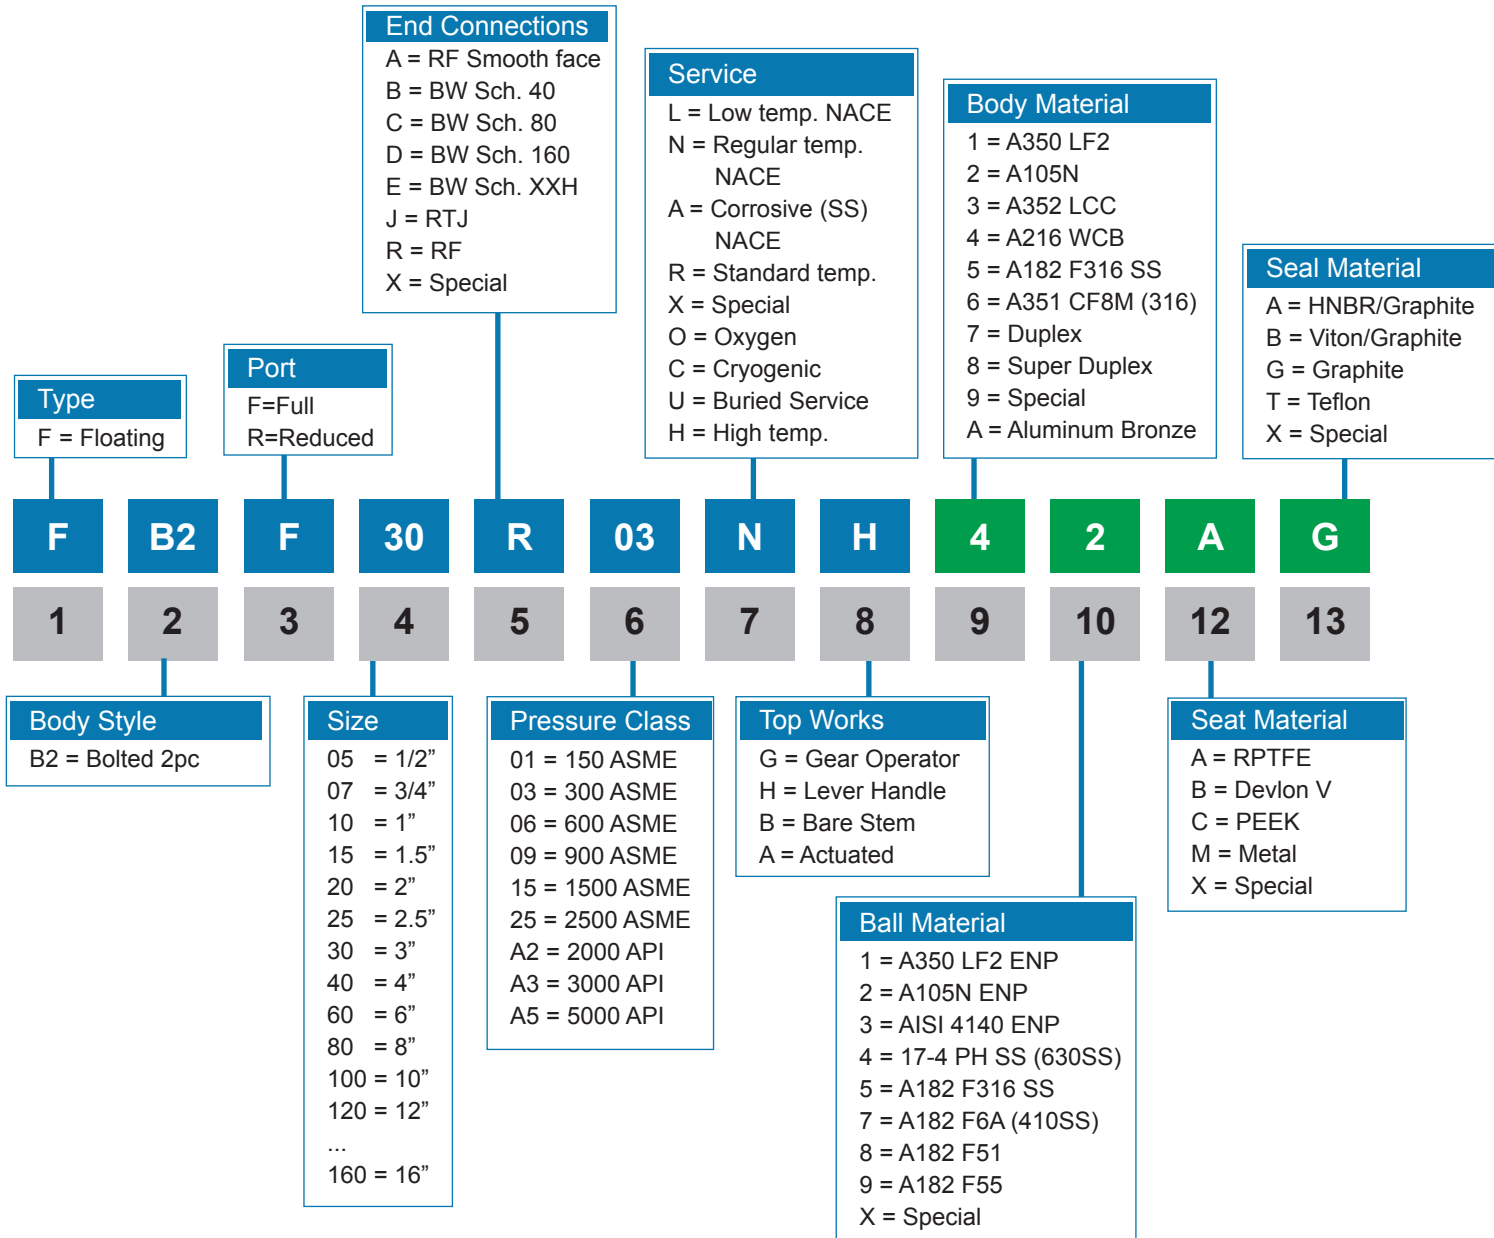 End Connections
A = RF Smooth face
B = BW Sch. 40
C = BW Sch. 80
D = BW Sch. 160
E = BW Sch. XXH
J = RTJ
R = RF
X = Special
Service
L = Low temp. NACE
N = Regular temp.
NACE
A = Corrosive (SS)
NACE
R = Standard temp.
X = Special
O = Oxygen
C = Cryogenic
U = Buried Service
H = High temp.
Body Material
1 = A350 LF2
2 = A105N
3 = A352 LCC
4 = A216 WCB
5 = A182 F316 SS
6 = A351 CF8M (316)
7 = Duplex
8 = Super Duplex
9 = Special
A = Aluminum Bronze
Seal Material
A = HNBR/Graphite
B = Viton/Graphite
G = Graphite
T = Teflon
X = Special
Type
F = Floating
Port
F=Full
R=Reduced
F B2 F 30 R 03 N H 4 2 A G
1 2 3 4 5 6 7 8 9 10 12 13
Body Style
B2 = Bolted 2pc
Size
05 = 1/2”
07 = 3/4”
10 = 1”
15 = 1.5”
20 = 2”
25 = 2.5”
30 = 3”
40 = 4”
60 = 6”
80 = 8”
100 = 10”
120 = 12”
...
160 = 16”
Pressure Class
01 = 150 ASME
03 = 300 ASME
06 = 600 ASME
09 = 900 ASME
15 = 1500 ASME
25 = 2500 ASME
A2 = 2000 API
A3 = 3000 API
A5 = 5000 API
Top Works
G = Gear Operator
H = Lever Handle
B = Bare Stem
A = Actuated
Ball Material
1 = A350 LF2 ENP
2 = A105N ENP
3 = AISI 4140 ENP
4 = 17-4 PH SS (630SS)
5 = A182 F316 SS
7 = A182 F6A (410SS)
8 = A182 F51
9 = A182 F55
X = Special
Seat Material
A = RPTFE
B = Devlon V
C = PEEK
M = Metal
X = Special